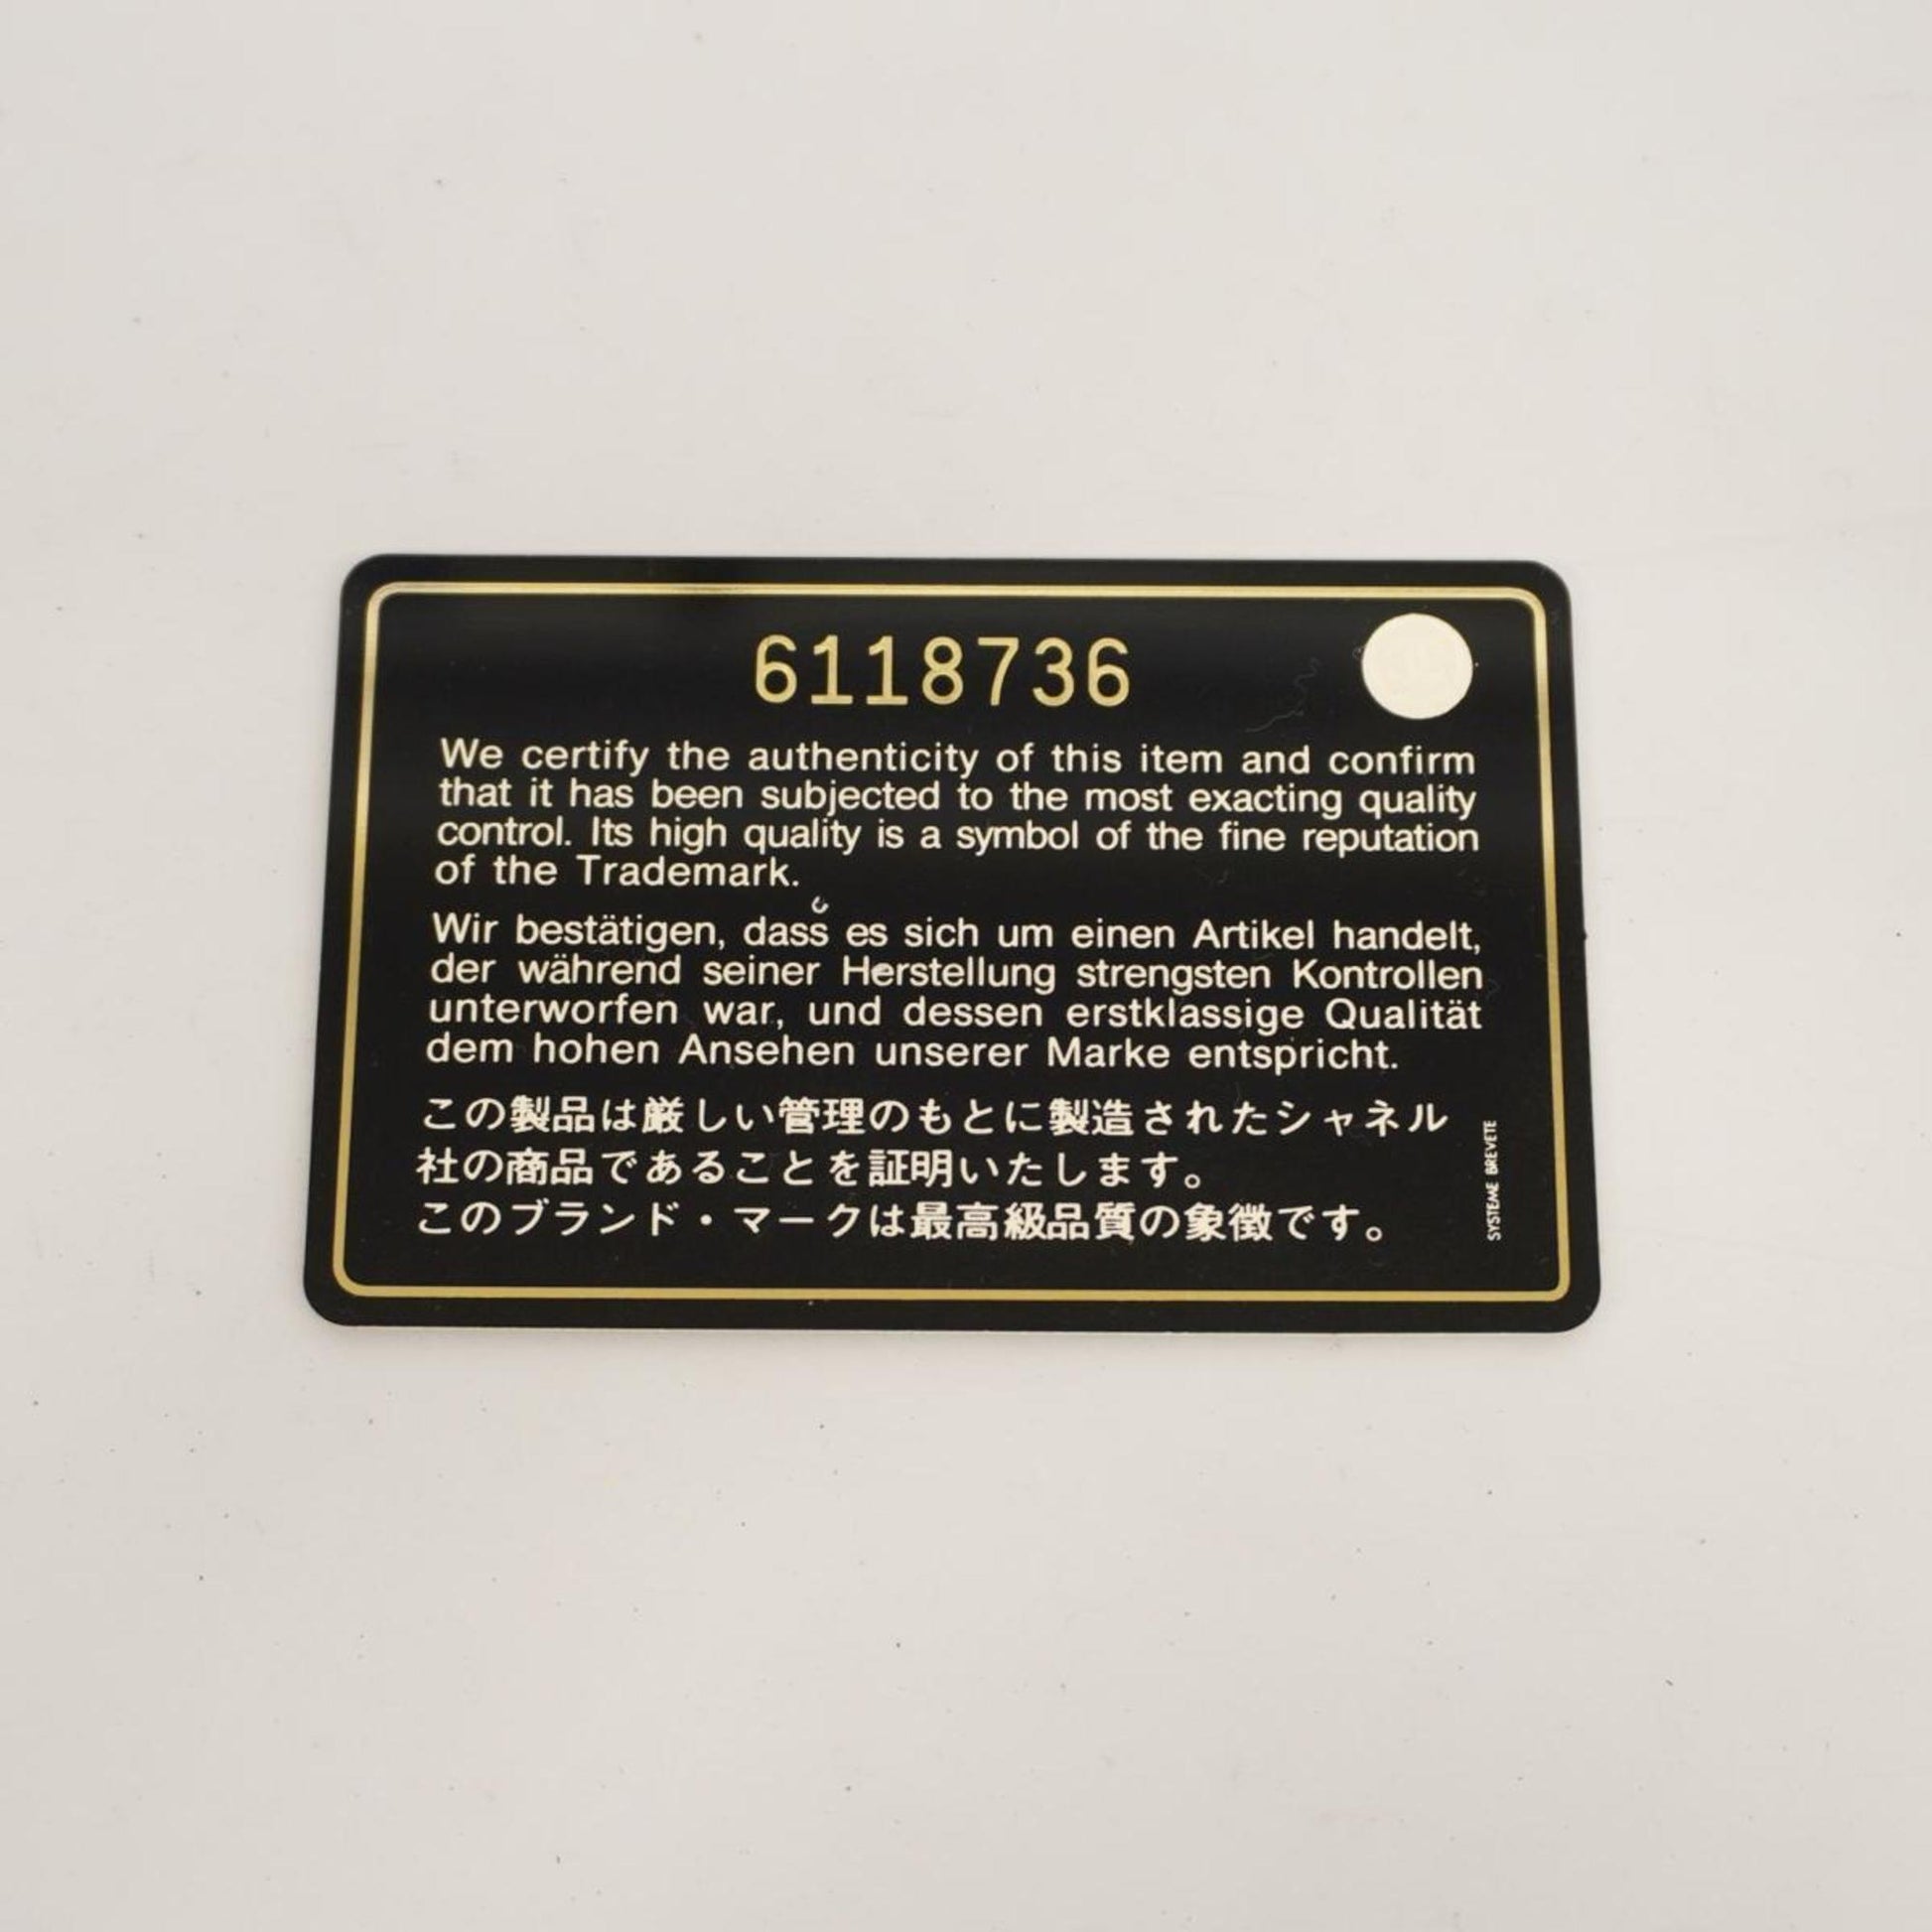 6118736
We certify the authenticity of this item and confirm
that it has been subjected to the most exacting quality
control. Its high quality is a symbol of the fine reputation
of the Trademark.
Wir bestätigen, dass es sich um einen Artikel handelt,
der während seiner Herstellung strengsten Kontrollen
unterworfen war, und dessen erstklassige Qualität
dem hohen Ansehen unserer Marke entspricht.
この製品は厳しい管理のもとに製造されたシャネル
社の商品であることを証明いたします。
このブランド・マークは最高級品質の象徴です。
SYSTEME BREVETE